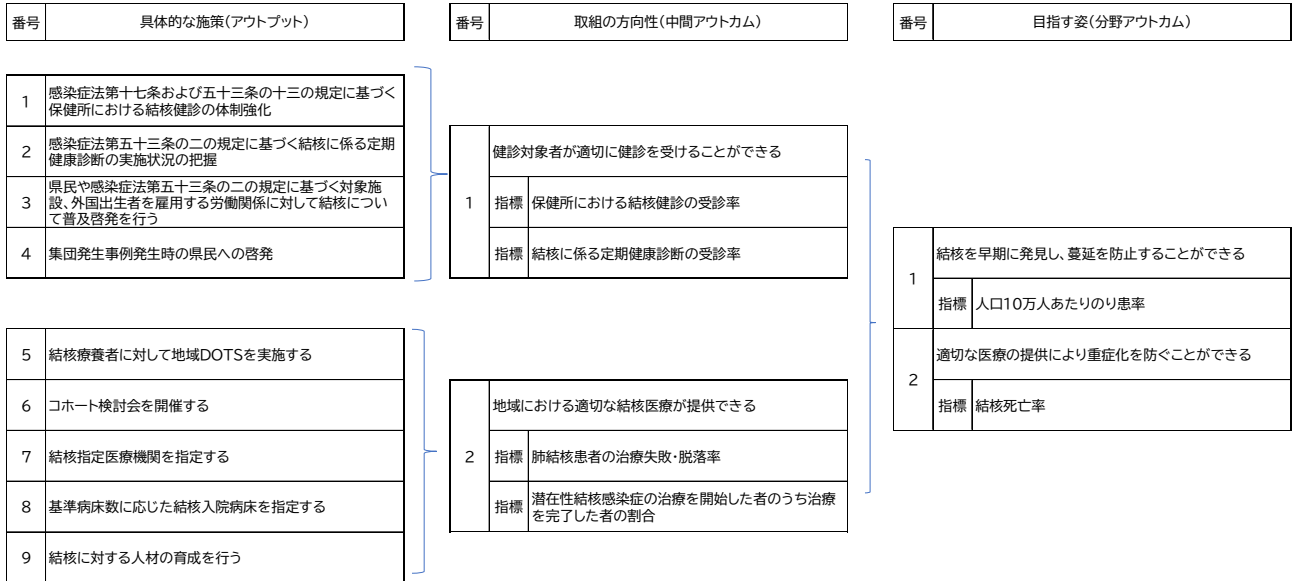 番号 具体的な施策(アウトプット)
番号 取組の方向性(中間アウトカム)
番号 目指す姿(分野アウトカム)
1 感染症法第十七条および五十三条の十三の規定に基づく
保健所における結核健診の体制強化
2 感染症法第五十三条の二の規定に基づく結核に係る定期
健康診断の実施状況の把握
3 県民や感染症法第五十三条の二の規定に基づく対象施
設、外国出生者を雇用する労働関係に対して結核につい
て普及啓発を行う
4 集団発生事例発生時の県民への啓発
5 結核療養者に対して地域DOTSを実施する
6 コホート検討会を開催する
7 結核指定医療機関を指定する
8 基準病床数に応じた結核入院病床を指定する
9 結核に対する人材の育成を行う
1 健診対象者が適切に健診を受けることができる
指標 保健所における結核健診の受診率
指標 結核に係る定期健康診断の受診率
2 地域における適切な結核医療が提供できる
指標 肺結核患者の治療失敗・脱落率
指標 潜在性結核感染症の治療を開始した者のうち治療
を完了した者の割合
1 結核を早期に発見し、蔓延を防止することができる
指標 人口10万人あたりのり患率
2 適切な医療の提供により重症化を防ぐことができる
指標 結核死亡率